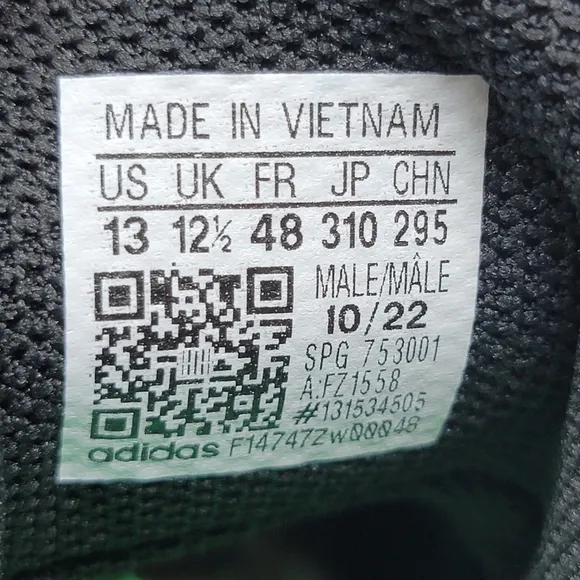 MADE IN VIETNAM
US UK FR JP CHN
13 12½ 48 310 295
MALE/MÂLE
10/22
SPG 753001
A:FZ1558
#131534505
adidas F14747ZW00048